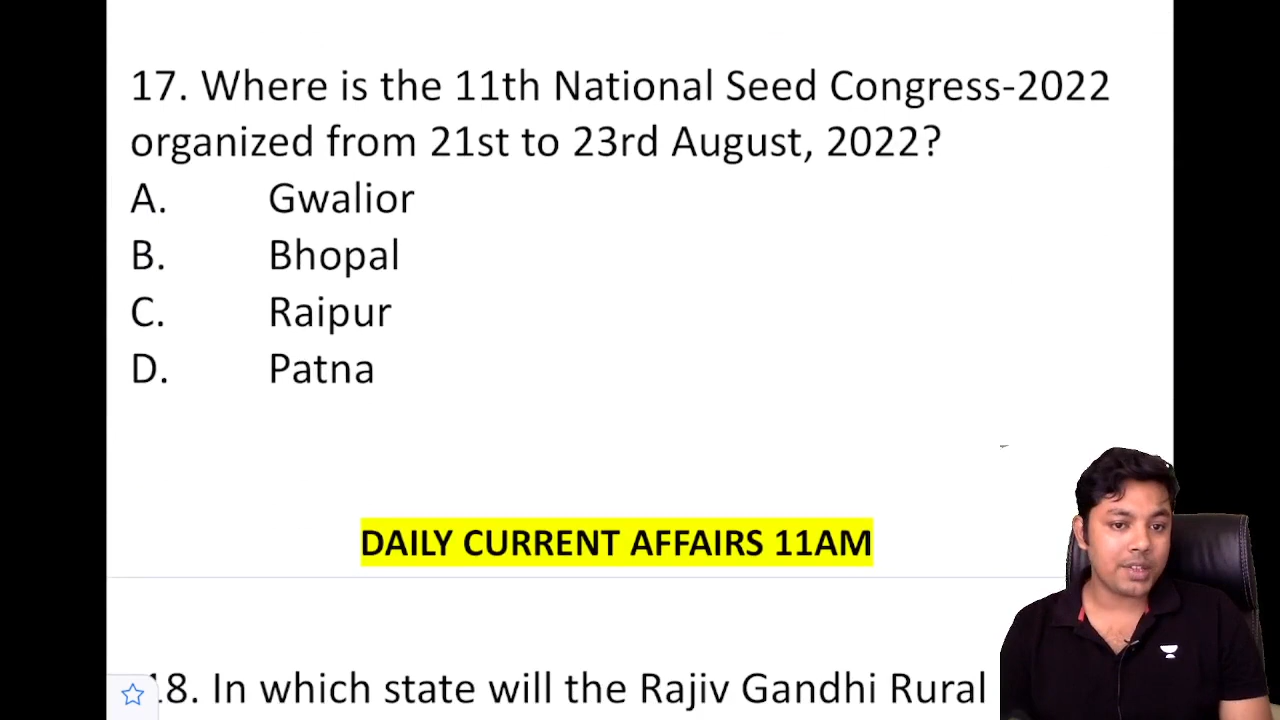 17. Where is the 11th National Seed Congress-2022
organized from 21st to 23rd August, 2022?
A. Gwalior
B. Bhopal
C. Raipur
D. Patna
DAILY CURRENT AFFAIRS 11AM
18. In which state will the Rajiv Gandhi Rural